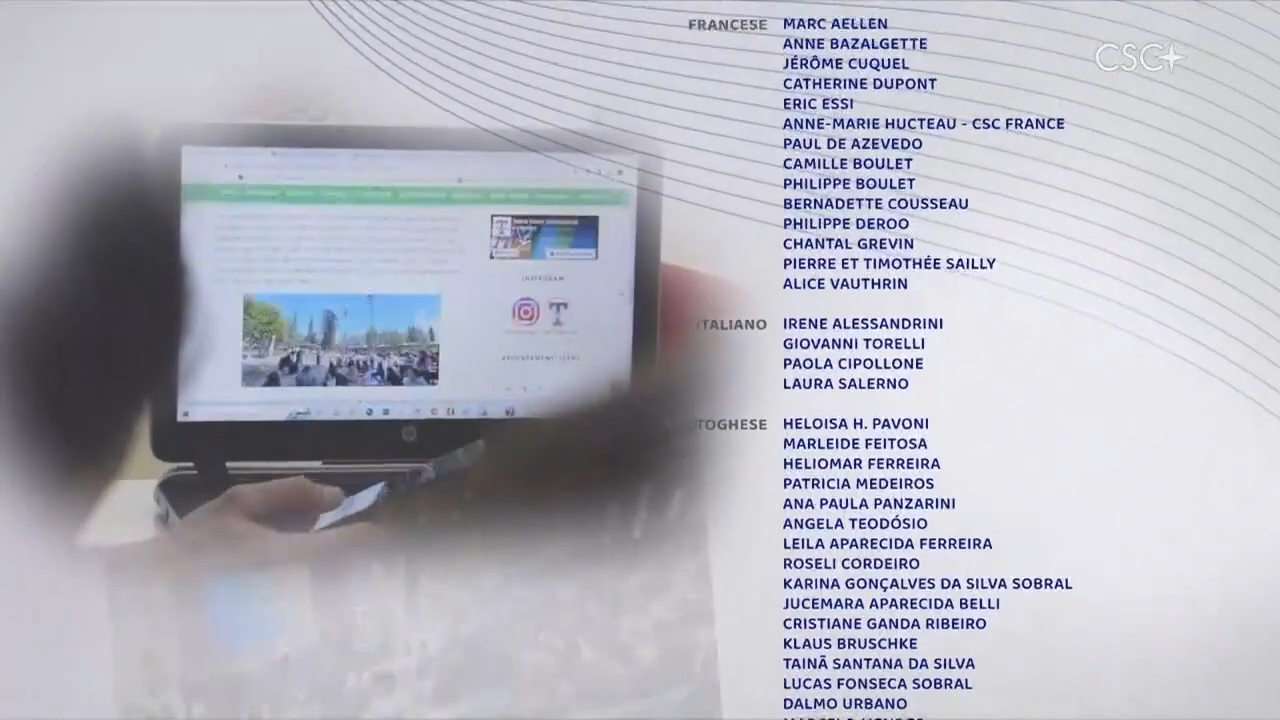 CSC+
FRANCESE MARC AELLEN
ANNE BAZALGETTE
JÉRÔME CUQUEL
CATHERINE DUPONT
ERIC ESSI
ANNE-MARIE HUCTEAU - CSC FRANCE
PAUL DE AZEVEDO
CAMILLE BOULET
PHILIPPE BOULET
BERNADETTE COUSSEAU
PHILIPPE DEROO
CHANTAL GREVIN
PIERRE ET TIMOTHÉE SAILLY
ALICE VAUTHRIN
ITALIANO IRENE ALESSANDRINI
GIOVANNI TORELLI
PAOLA CIPOLLONE
LAURA SALERNO
TOGHESE HELOISA H. PAVONI
MARLEIDE FEITOSA
HELIOMAR FERREIRA
PATRICIA MEDEIROS
ANA PAULA PANZARINI
ANGELA TEODÓSIO
LEILA APARECIDA FERREIRA
ROSELI CORDEIRO
KARINA GONÇALVES DA SILVA SOBRAL
JUCEMARA APARECIDA BELLI
CRISTIANE GANDA RIBEIRO
KLAUS BRUSCHKE
TAINÃ SANTANA DA SILVA
LUCAS FONSECA SOBRAL
DALMO URBANO
INSTAGRAM